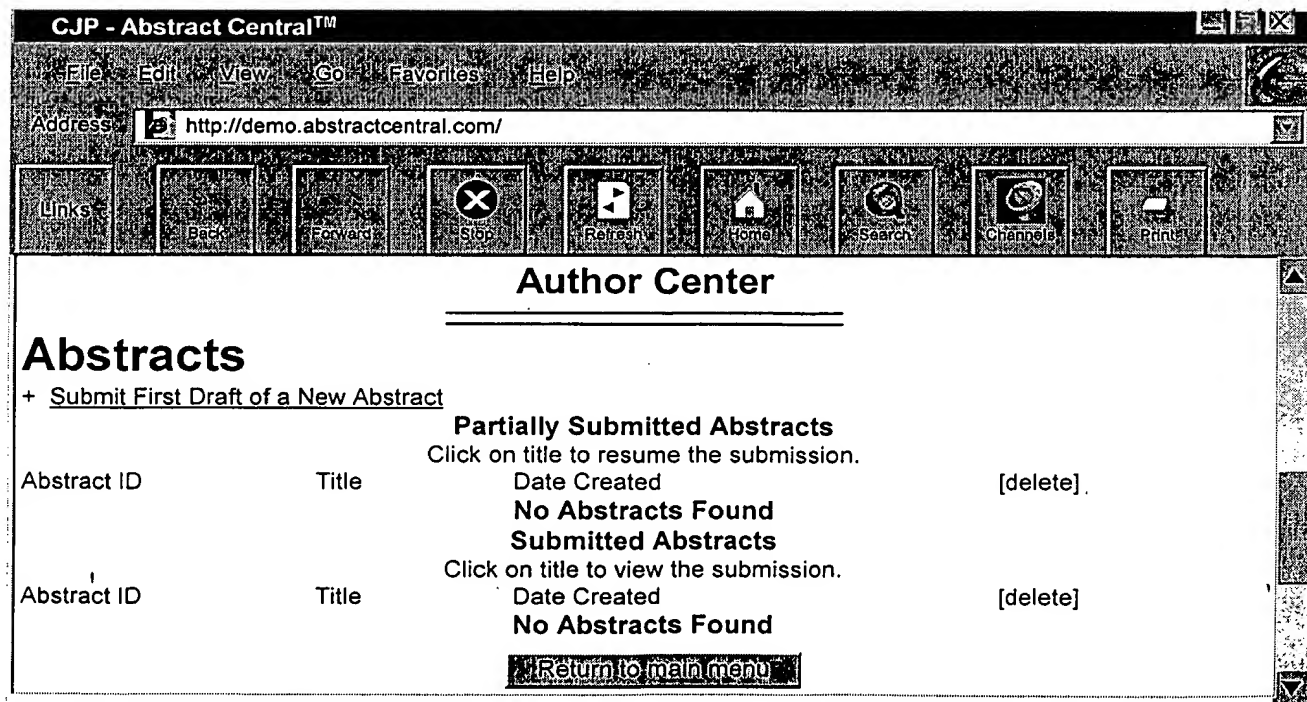 CJP - Abstract Central™
File Edit View Go Favorites Help
Address http://demo.abstractcentral.com/
Links Back Forward Stop Refresh Home Search Channels Print
Author Center
Abstracts
+ Submit First Draft of a New Abstract
Partially Submitted Abstracts
Click on title to resume the submission.
Abstract ID Title Date Created [delete]
No Abstracts Found
Submitted Abstracts
Click on title to view the submission.
Abstract ID Title Date Created [delete]
No Abstracts Found
Return to main menu